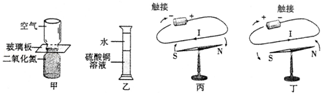 空气
玻璃板
二氧化氮
甲
水
硫酸铜
溶液
乙
触接
- +
I
S N
丙
触接
+ -
I
S N
丁